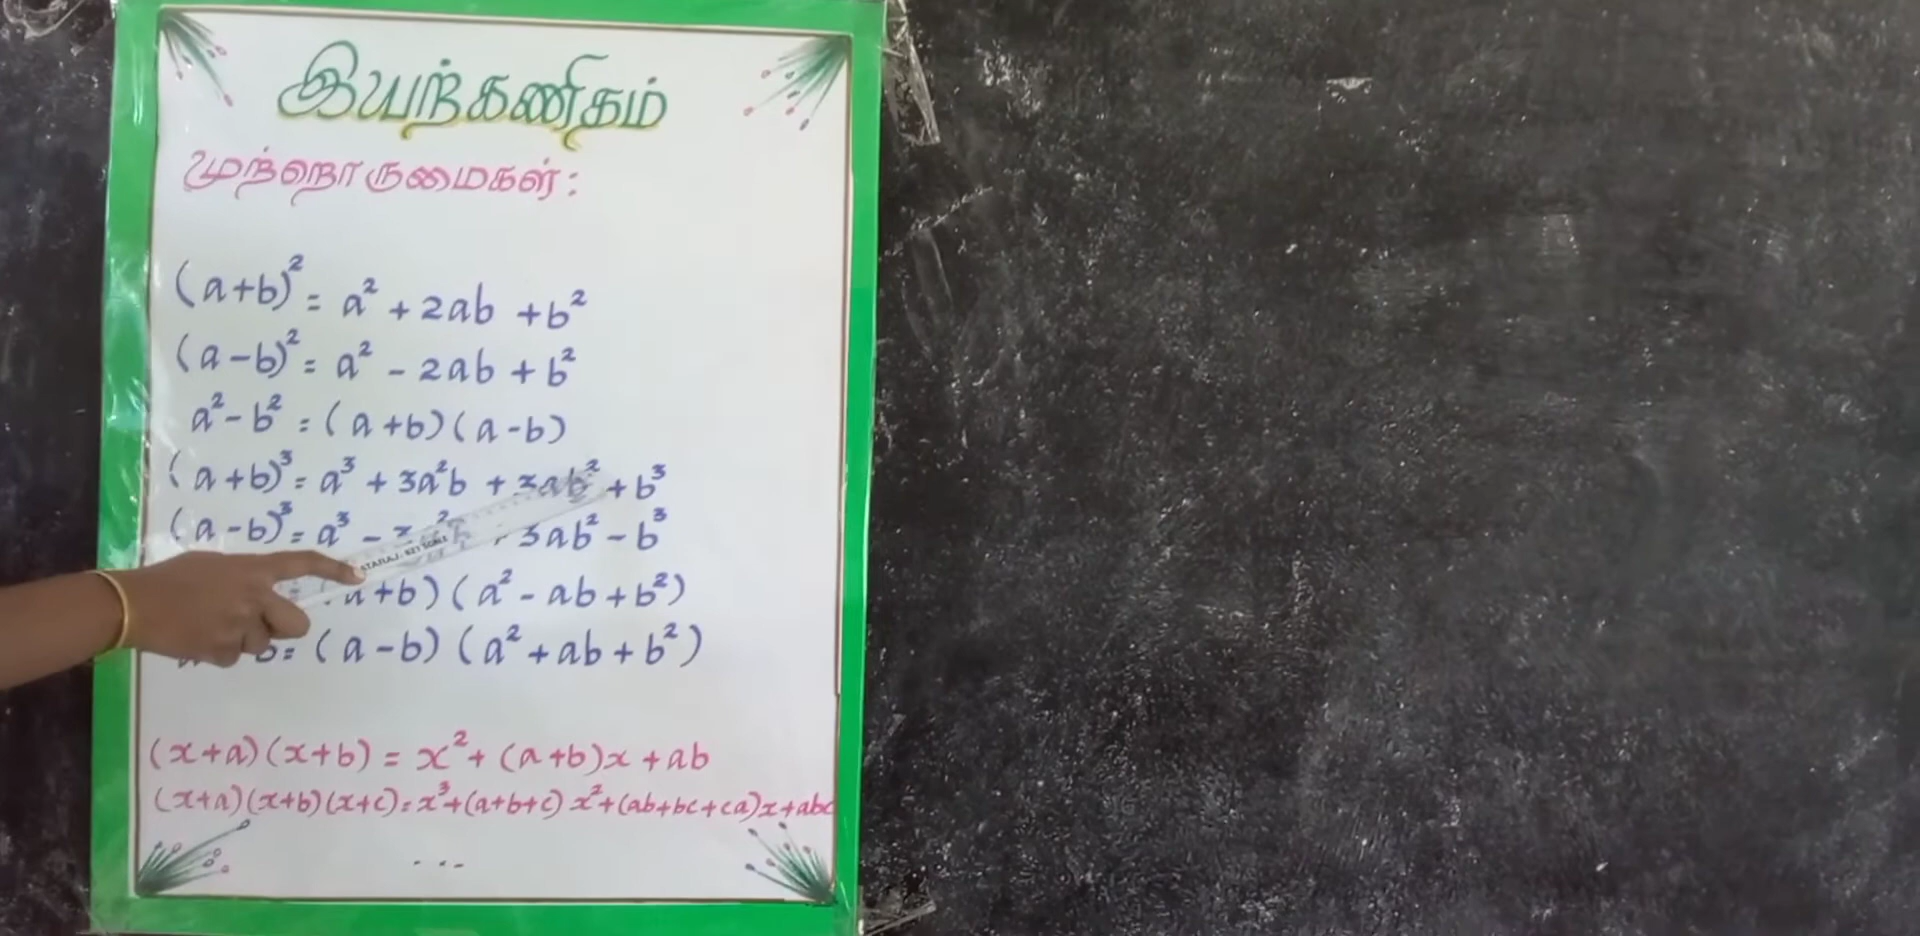 இயற்கணிதம்
முற்றொருமைகள் :
(a+b)² = a² + 2ab + b²
(a-b)² = a² - 2ab + b²
a² - b² = (a+b)(a-b)
(a+b)³ = a³ + 3a²b + 3ab² + b³
(a-b)³ = a³ - 3ab² - b³
a+b)(a² - ab + b²)
= (a-b)(a² + ab + b²)
(x+a)(x+b) = x² + (a+b)x + ab
(x+a)(x+b)(x+c) = x³+(a+b+c) x²+(ab+bc+ca)x+abc
...